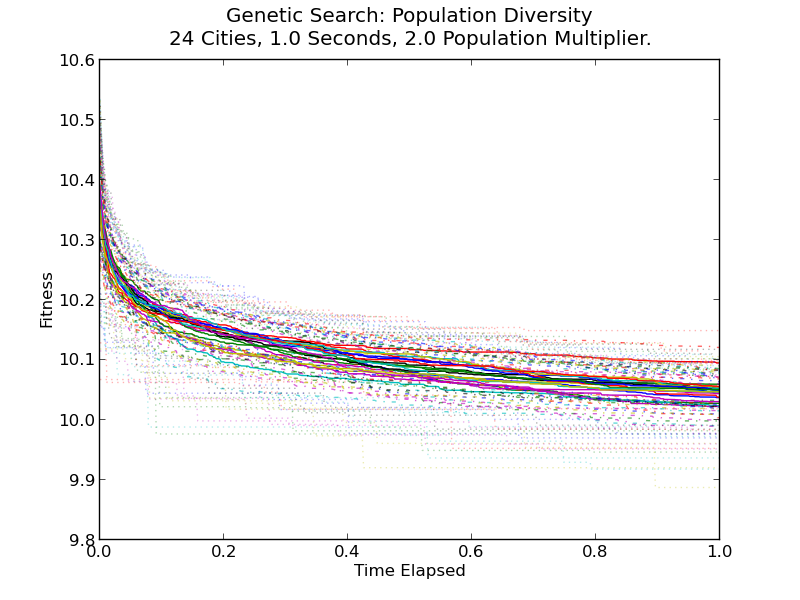 Genetic Search: Population Diversity
24 Cities, 1.0 Seconds, 2.0 Population Multiplier.
10.6
10.5
10.4
10.3
10.2
10.1
10.0
9.9
9.8
Fitness
0.0 0.2 0.4 0.6 0.8 1.0
Time Elapsed